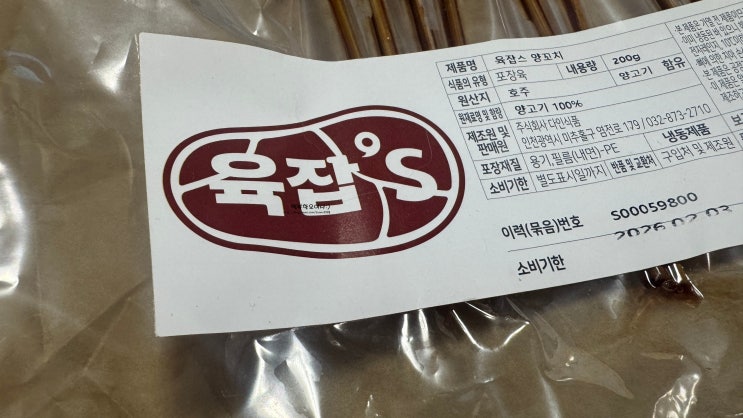 육잡's
제품명 육잡스 양꼬치
식품의 유형 포장육 내용량 200g
원산지 호주 양고기 함유
원재료명 및 함량 양고기 100%
제조원 및 판매원 주식회사 다인식품
인천광역시 미추홀구 염전로 179 | 032-873-2710
포장재질 용기,필름(내면)-PE 냉동제품
소비기한 별도표시일까지 반품 및 교환처 구입처 및 제조원
이력(묶음)번호 S00059800
소비기한 2026.02.03